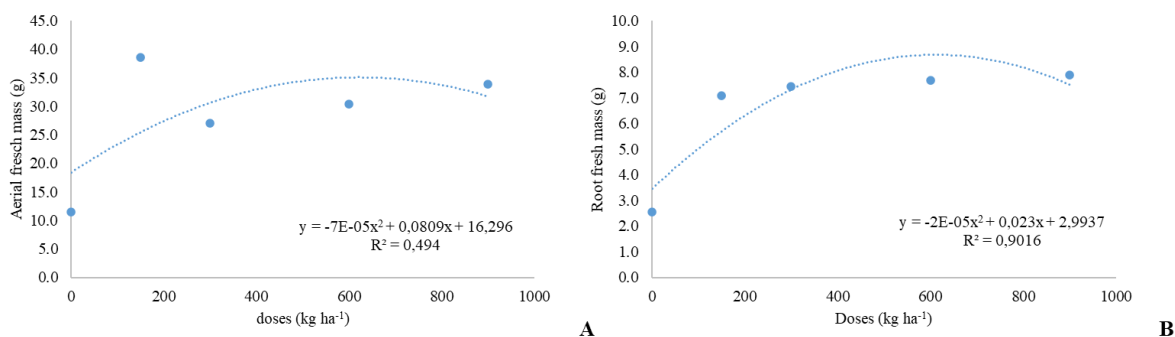 45.0
40.0
35.0
30.0
25.0
20.0
15.0
10.0
5.0
0.0
Aerial fresch mass (g)
y = -7E-05x² + 0,0809x + 16,296
R² = 0,494
0 200 400 600 800 1000
doses (kg ha⁻¹)
A
10.0
9.0
8.0
7.0
6.0
5.0
4.0
3.0
2.0
1.0
0.0
Root fresh mass (g)
y = -2E-05x² + 0,023x + 2,9937
R² = 0,9016
0 200 400 600 800 1000
Doses (kg ha⁻¹)
B